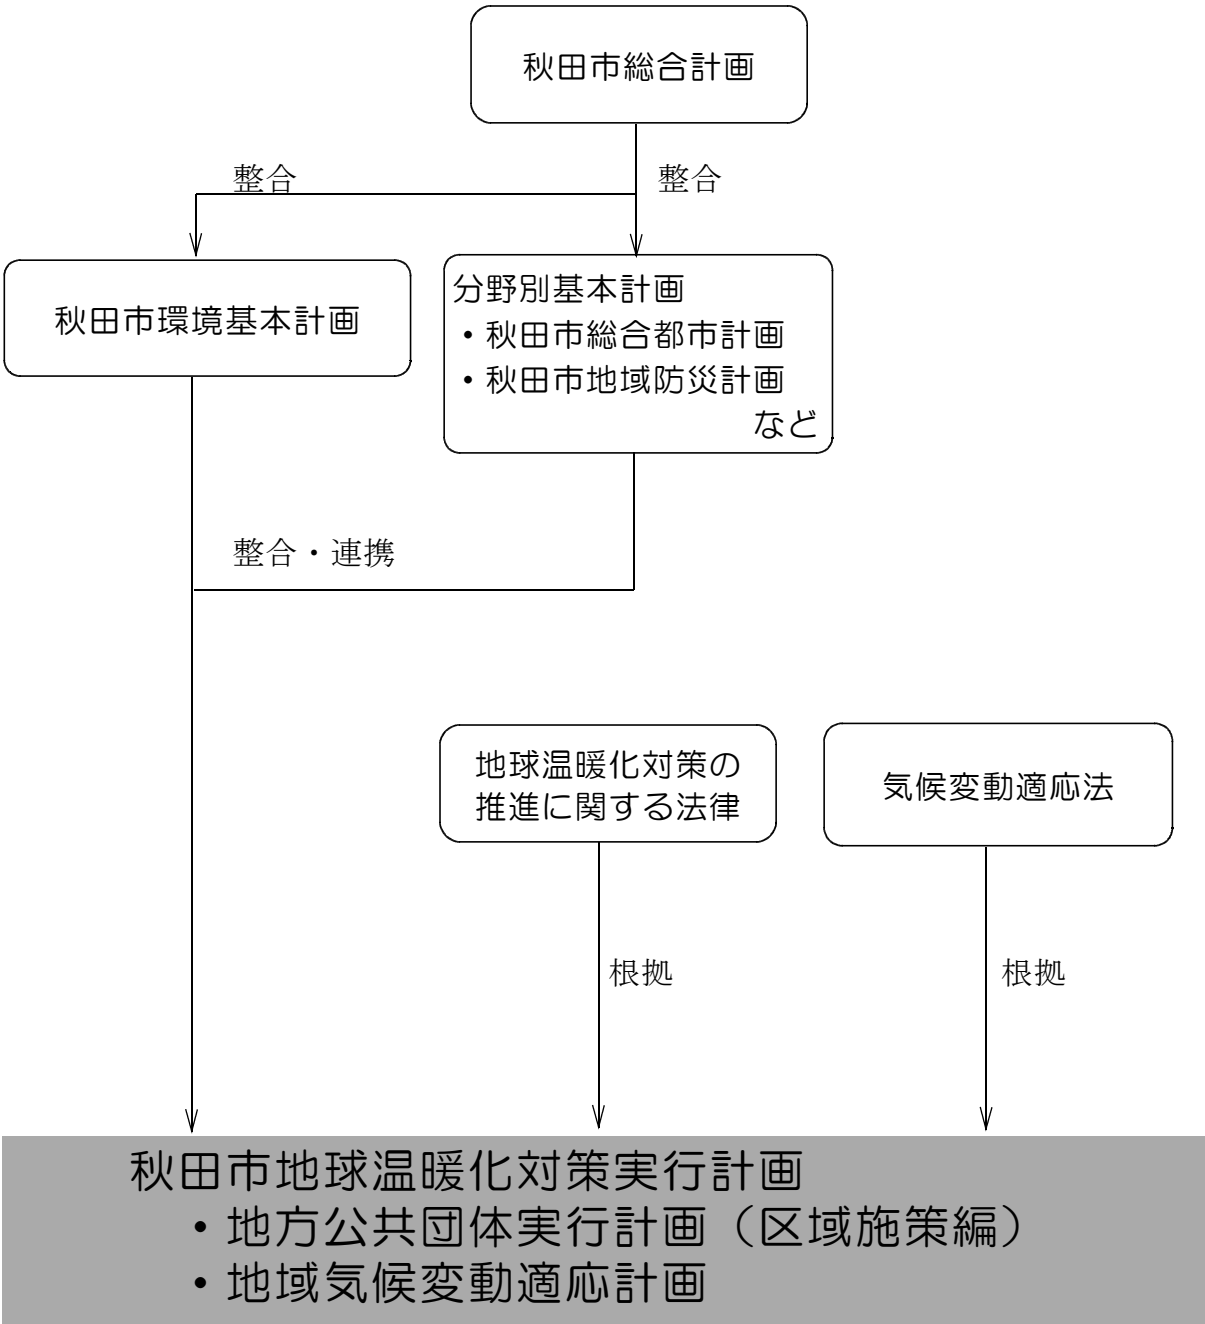 秋田市総合計画
整合
整合
秋田市環境基本計画
分野別基本計画
・秋田市総合都市計画
・秋田市地域防災計画
など
整合・連携
地球温暖化対策の
推進に関する法律
気候変動適応法
根拠
根拠
秋田市地球温暖化対策実行計画
・地方公共団体実行計画（区域施策編）
・地域気候変動適応計画